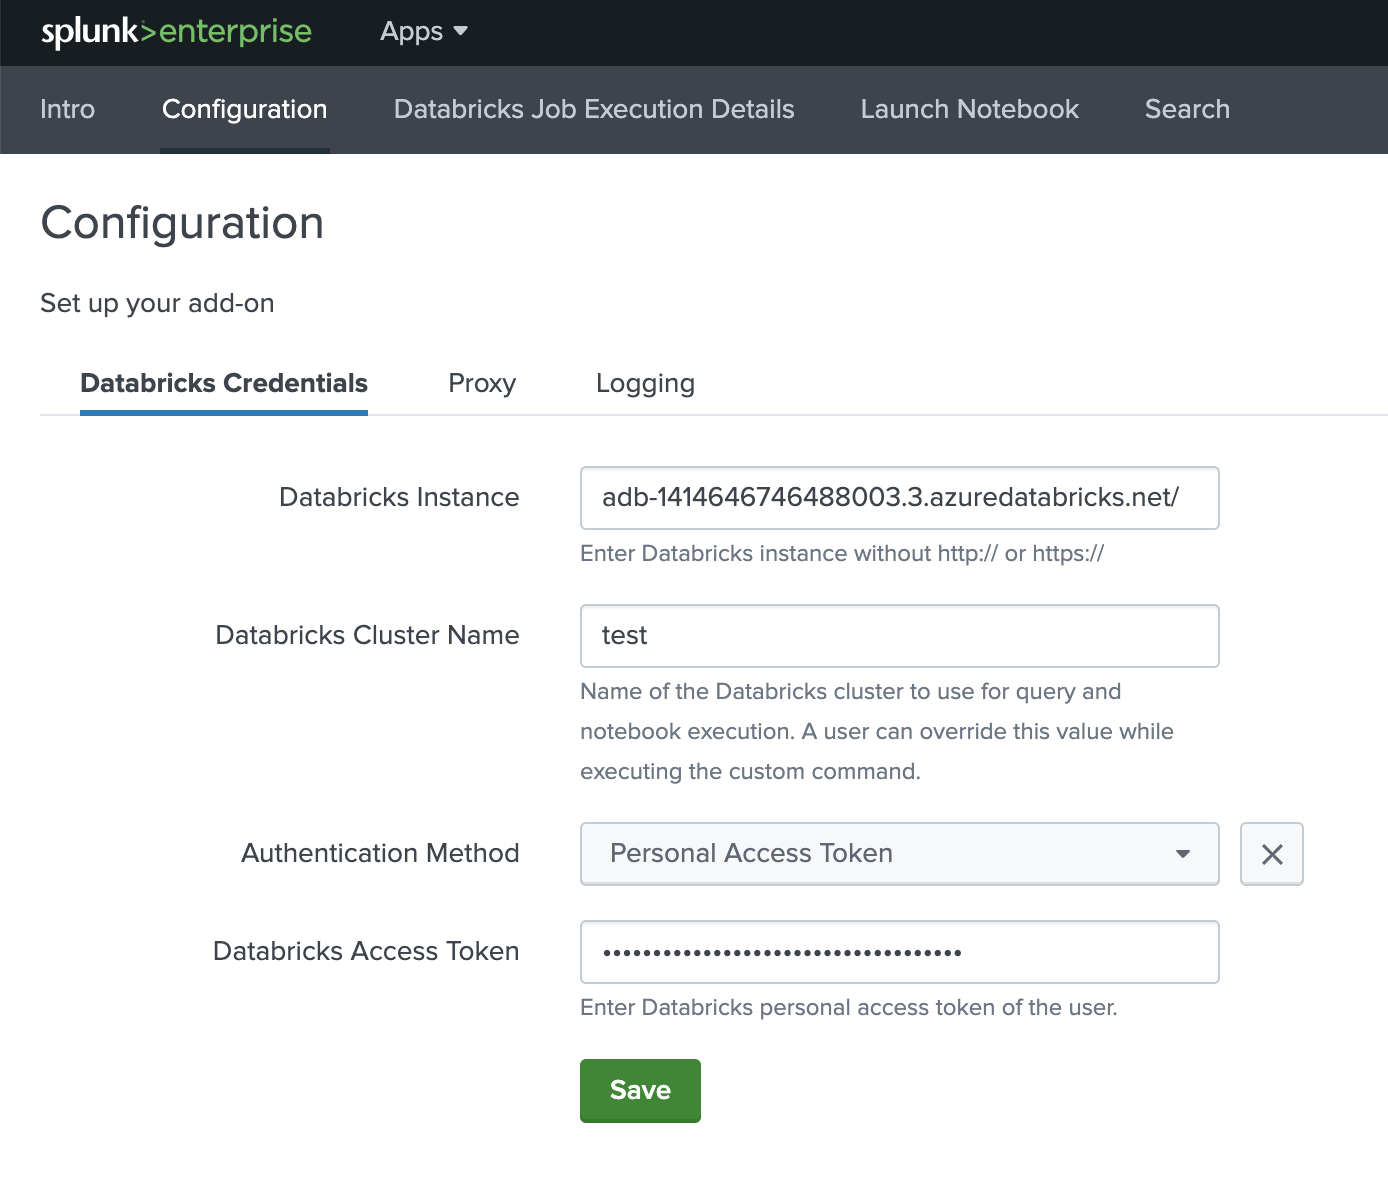 splunk>enterprise Apps
Intro Configuration Databricks Job Execution Details Launch Notebook Search
Configuration
Set up your add-on
Databricks Credentials Proxy Logging
Databricks Instance adb-1414646746488003.3.azuredatabricks.net/
Enter Databricks instance without http:// or https://
Databricks Cluster Name test
Name of the Databricks cluster to use for query and
notebook execution. A user can override this value while
executing the custom command.
Authentication Method Personal Access Token
Databricks Access Token ••••••••••••••••••••••••••••••••••••
Enter Databricks personal access token of the user.
Save